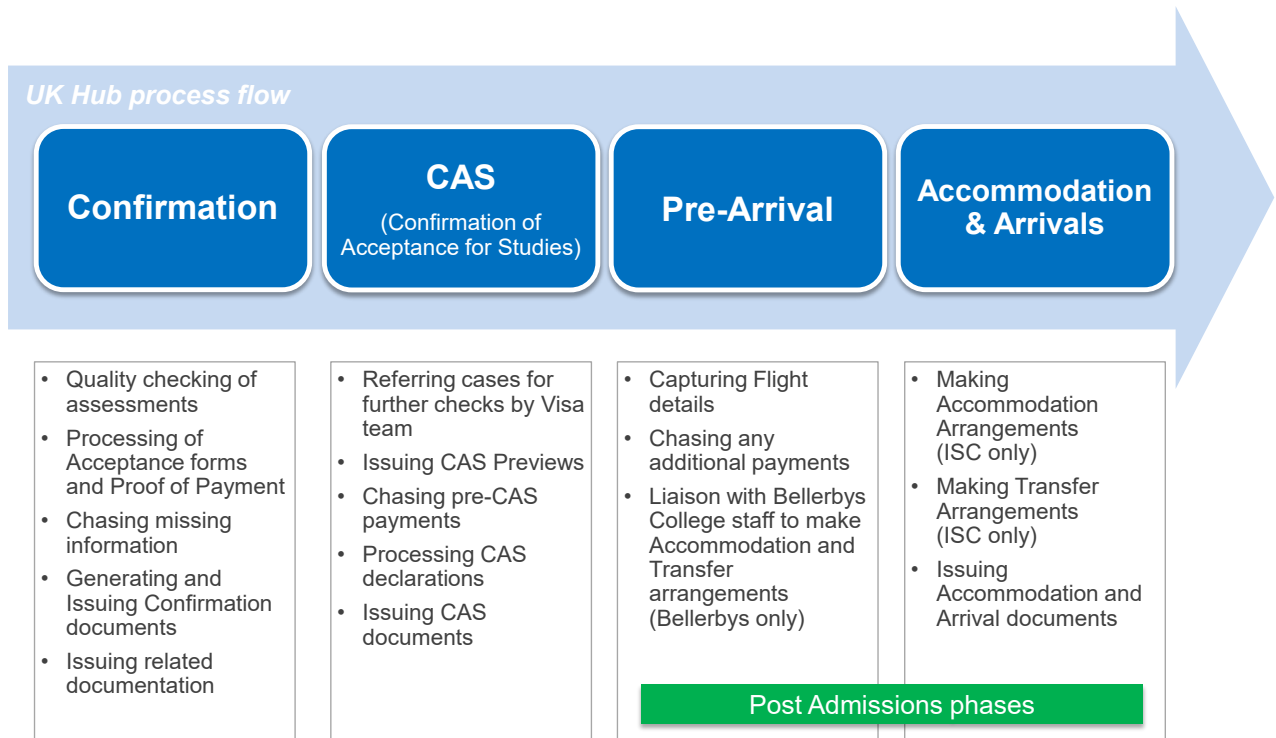 UK Hub process flow
Confirmation
CAS
(Confirmation of
Acceptance for Studies)
Pre-Arrival
Accommodation
& Arrivals
• Quality checking of
assessments
• Processing of
Acceptance forms
and Proof of Payment
• Chasing missing
information
• Generating and
Issuing Confirmation
documents
• Issuing related
documentation
• Referring cases for
further checks by Visa
team
• Issuing CAS Previews
• Chasing pre-CAS
payments
• Processing CAS
declarations
• Issuing CAS
documents
• Capturing Flight
details
• Chasing any
additional payments
• Liaison with Bellerbys
College staff to make
Accommodation and
Transfer
arrangements
(Bellerbys only)
• Making
Accommodation
Arrangements
(ISC only)
• Making Transfer
Arrangements
(ISC only)
• Issuing
Accommodation and
Arrival documents
Post Admissions phases